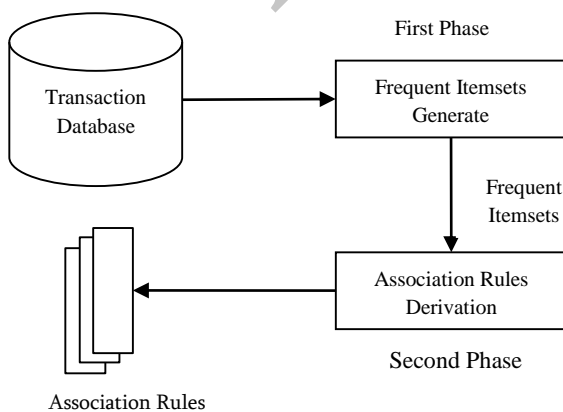 First Phase
Transaction
Database
Frequent Itemsets
Generate
Frequent
Itemsets
Association Rules
Derivation
Second Phase
Association Rules